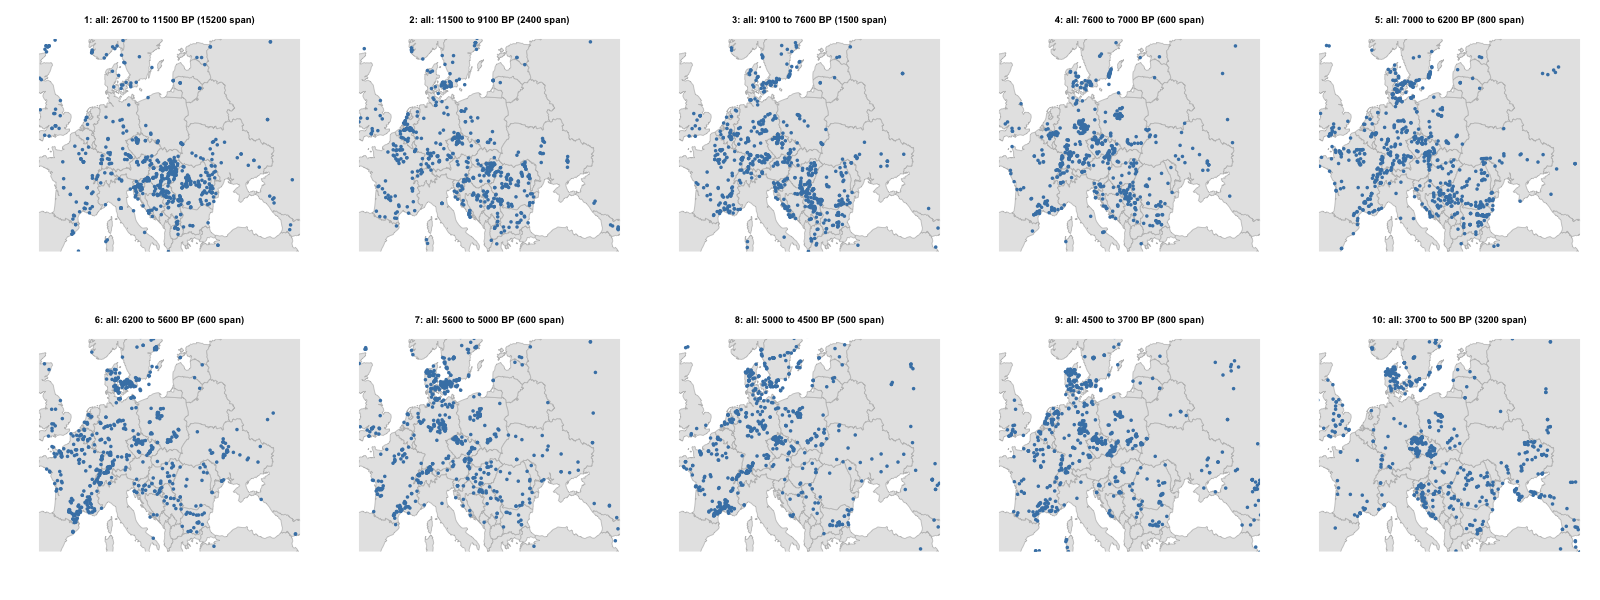 1: all: 26700 to 11500 BP (15200 span)
2: all: 11500 to 9100 BP (2400 span)
3: all: 9100 to 7600 BP (1500 span)
4: all: 7600 to 7000 BP (600 span)
5: all: 7000 to 6200 BP (800 span)
6: all: 6200 to 5600 BP (600 span)
7: all: 5600 to 5000 BP (600 span)
8: all: 5000 to 4500 BP (500 span)
9: all: 4500 to 3700 BP (800 span)
10: all: 3700 to 500 BP (3200 span)